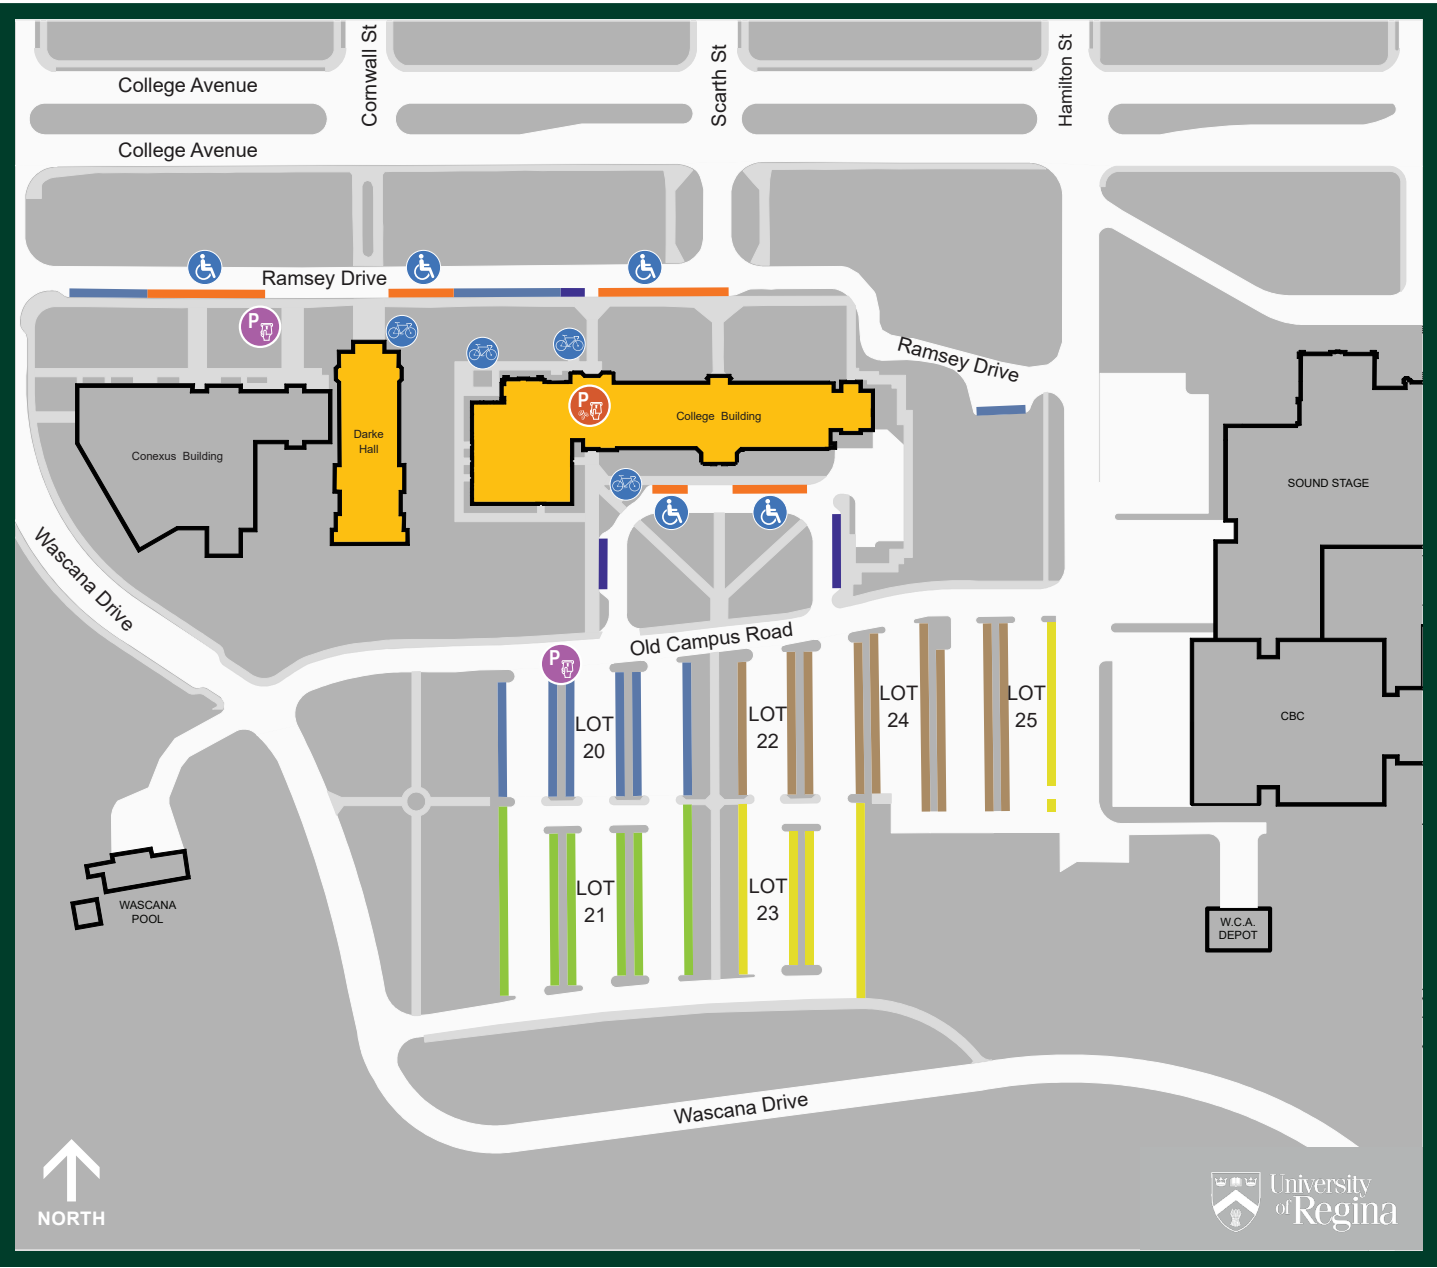 Cornwall St
Scarth St
Hamilton St
College Avenue
College Avenue
Ramsey Drive
P
Ramsey Drive
P
College Building
Darke
Hall
Conexus Building
SOUND STAGE
Wascana Drive
Old Campus Road
P
LOT
20
LOT
22
LOT
24
LOT
25
CBC
LOT
21
LOT
23
WASCANA
POOL
W.C.A.
DEPOT
Wascana Drive
NORTH
University
of Regina